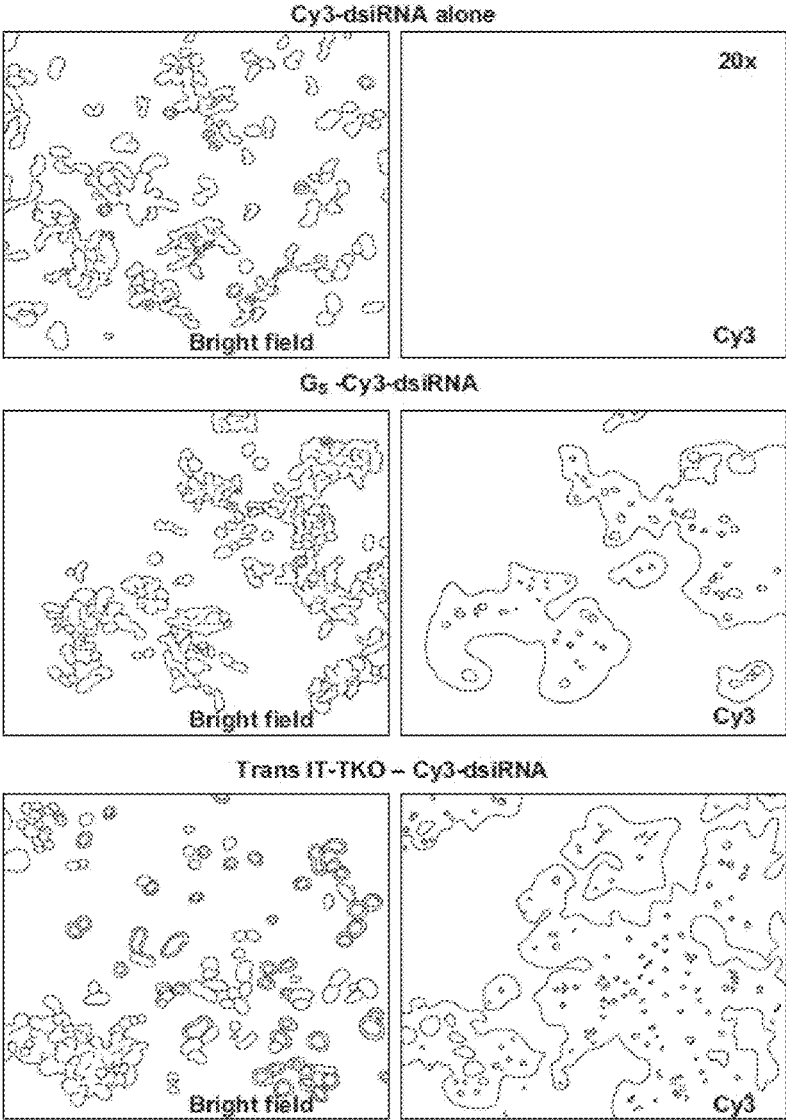 Cy3-dsiRNA alone
20x
Bright field
Cy3
G₅ -Cy3-dsiRNA
Bright field
Cy3
Trans IT-TKO – Cy3-dsiRNA
Bright field
Cy3